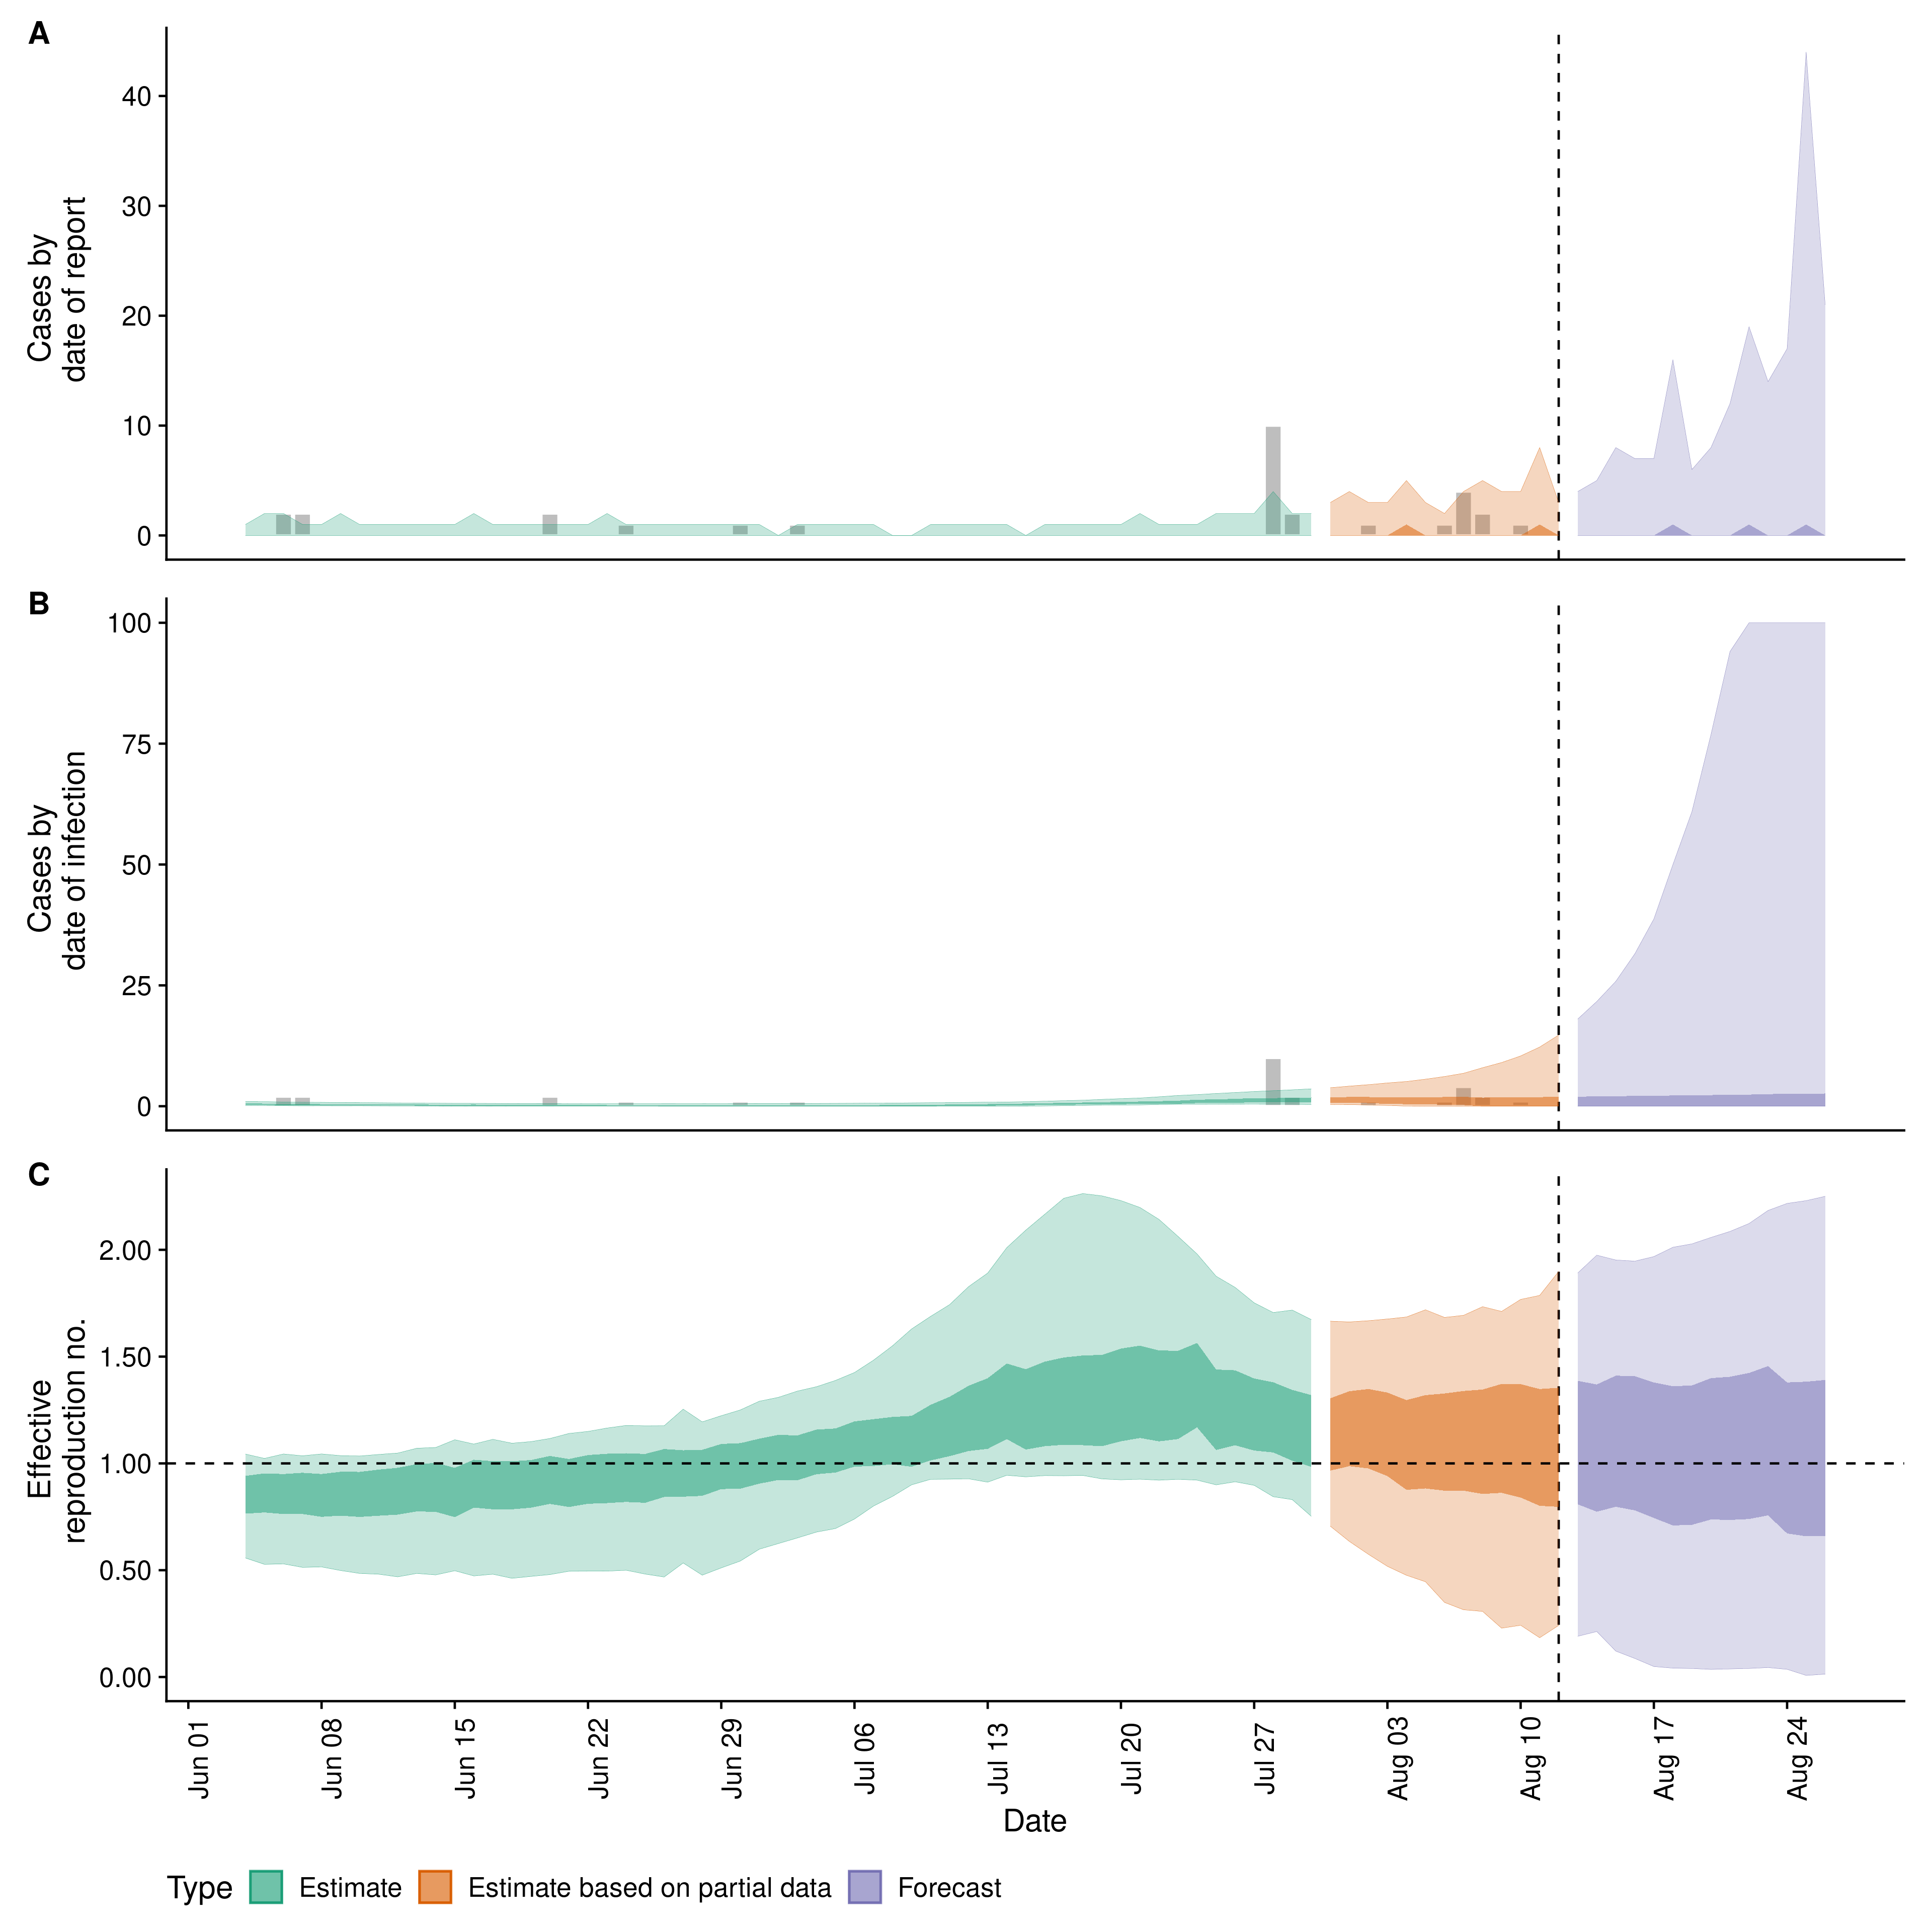 A
Cases by
date of report
40
30
20
10
0
B
Cases by
date of infection
100
75
50
25
0
C
Effective
reproduction no.
2.00
1.50
1.00
0.50
0.00
Jun 01
Jun 08
Jun 15
Jun 22
Jun 29
Jul 06
Jul 13
Jul 20
Jul 27
Aug 03
Aug 10
Aug 17
Aug 24
Date
Type
Estimate
Estimate based on partial data
Forecast